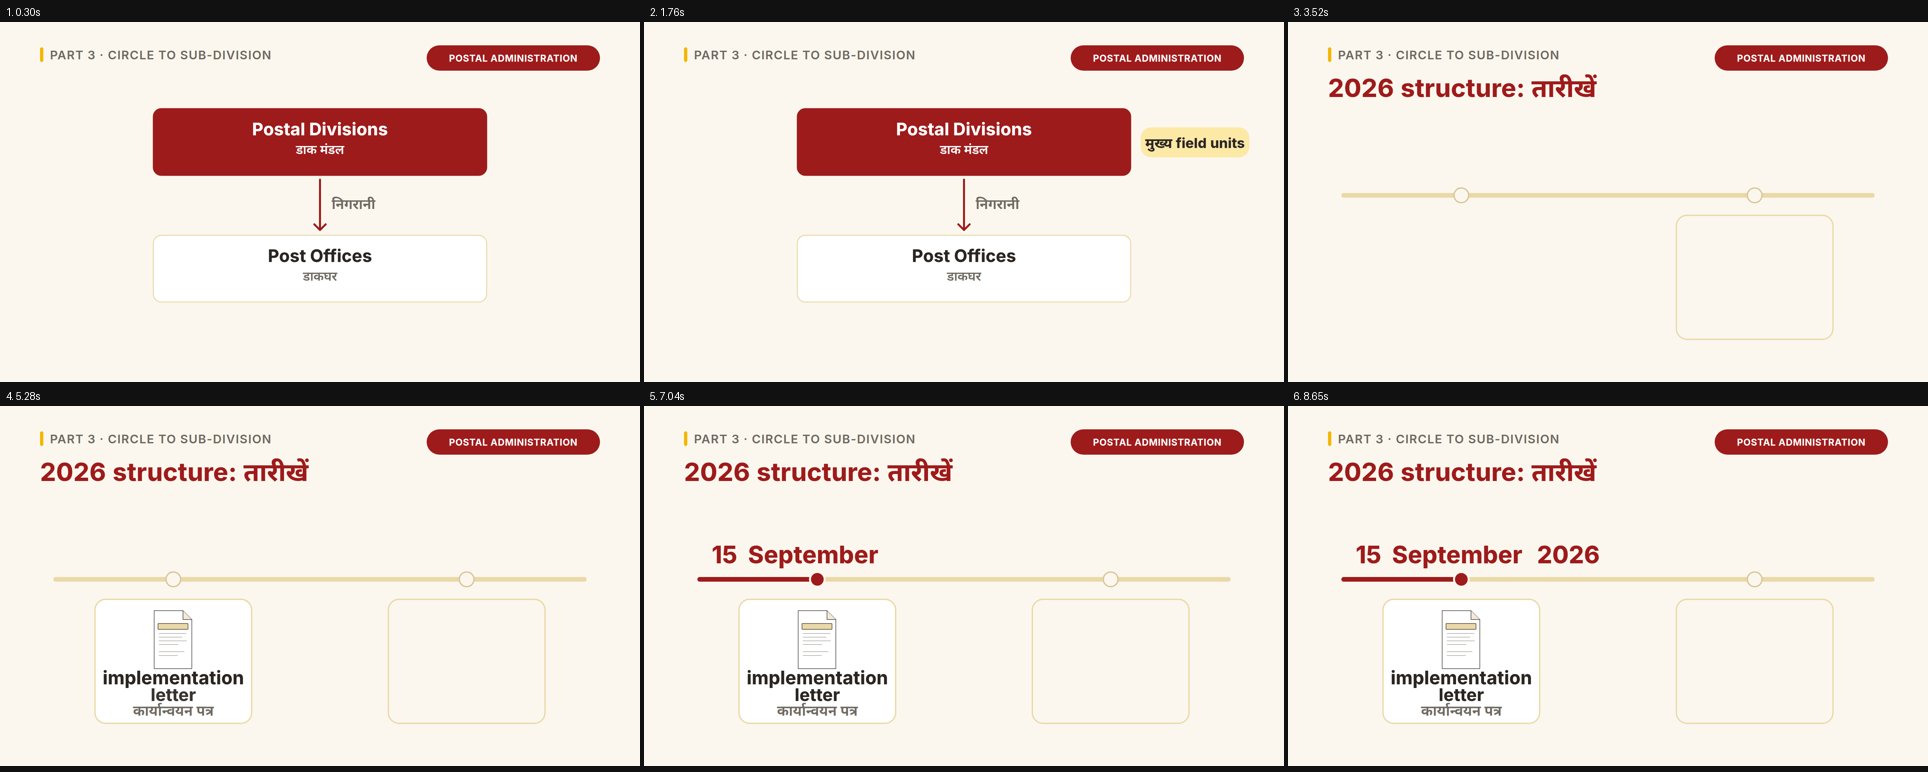 1. 0.30s
PART 3 · CIRCLE TO SUB-DIVISION
POSTAL ADMINISTRATION
Postal Divisions
डाक मंडल
निगरानी
Post Offices
डाकघर
2. 1.76s
PART 3 · CIRCLE TO SUB-DIVISION
POSTAL ADMINISTRATION
Postal Divisions
डाक मंडल
मुख्य field units
निगरानी
Post Offices
डाकघर
3. 3.52s
PART 3 · CIRCLE TO SUB-DIVISION
POSTAL ADMINISTRATION
2026 structure: तारीखें
4. 5.28s
PART 3 · CIRCLE TO SUB-DIVISION
POSTAL ADMINISTRATION
2026 structure: तारीखें
implementation
letter
कार्यान्वयन पत्र
5. 7.04s
PART 3 · CIRCLE TO SUB-DIVISION
POSTAL ADMINISTRATION
2026 structure: तारीखें
15 September
implementation
letter
कार्यान्वयन पत्र
6. 8.65s
PART 3 · CIRCLE TO SUB-DIVISION
POSTAL ADMINISTRATION
2026 structure: तारीखें
15 September 2026
implementation
letter
कार्यान्वयन पत्र